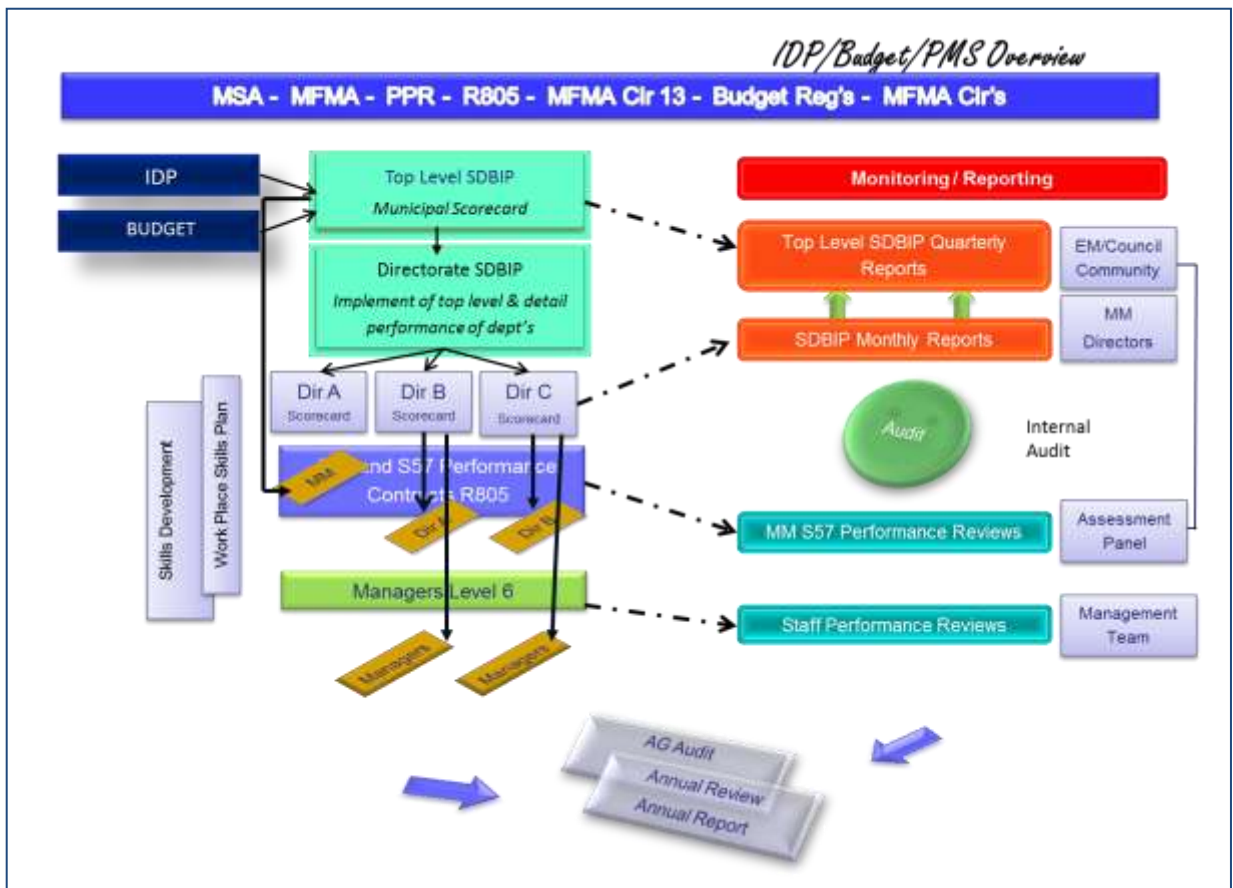 IDP/Budget/PMS Overview
MSA - MFMA - PPR - R805 - MFMA Cir 13 - Budget Reg's - MFMA Cir's
IDP
BUDGET
Top Level SDBIP
Municipal Scorecard
Directorate SDBIP
Implement of top level & detail
performance of dept's
Dir A
Scorecard
Dir B
Scorecard
Dir C
Scorecard
Skills Development
Work Place Skills Plan
MM
and S57 Performance
Contracts R805
Dir A
Dir B
Managers Level 6
Managers
Managers
Monitoring / Reporting
Top Level SDBIP Quarterly
Reports
EM/Council
Community
SDBIP Monthly Reports
MM
Directors
Audit
Internal
Audit
MM S57 Performance Reviews
Assessment
Panel
Staff Performance Reviews
Management
Team
AG Audit
Annual Review
Annual Report